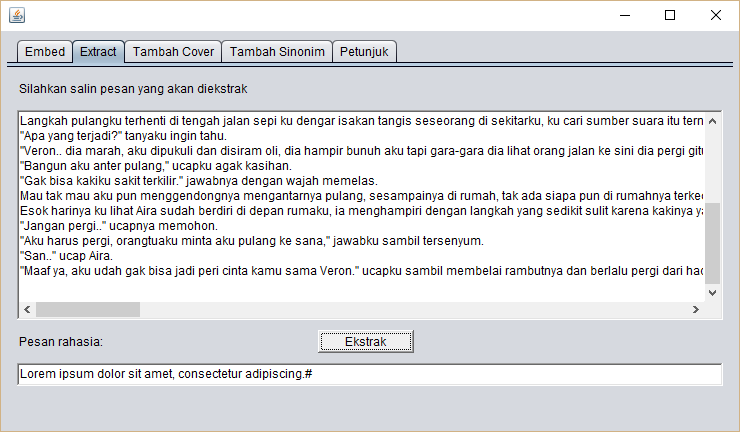 Embed Extract Tambah Cover Tambah Sinonim Petunjuk
Silahkan salin pesan yang akan diekstrak
Langkah pulangku terhenti di tengah jalan sepi ku dengar isakan tangis seseorang di sekitarku, ku cari sumber suara itu
"Apa yang terjadi?" tanyaku ingin tahu.
"Veron.. dia marah, aku dipukuli dan disiram oli, dia hampir bunuh aku tapi gara-gara dia lihat orang jalan ke sini dia pergi
"Bangun aku anter pulang," ucapku agak kasihan.
"Gak bisa kakiku sakit terkilir." jawabnya dengan wajah memelas.
Mau tak mau aku pun menggendongnya mengantarnya pulang, sesampainya di rumah, tak ada siapa pun di rumahnya
Esok harinya ku lihat Aira sudah berdiri di depan rumaku, ia menghampiri dengan langkah yang sedikit sulit karena kakinya
"Jangan pergi.." ucapnya memohon.
"Aku harus pergi, orangtuaku minta aku pulang ke sana," jawabku sambil tersenyum.
"San.." ucap Aira.
"Maaf ya, aku udah gak bisa jadi peri cinta kamu sama Veron." ucapku sambil membelai rambutnya dan berlalu pergi dari
Pesan rahasia: Ekstrak
Lorem ipsum dolor sit amet, consectetur adipiscing.#